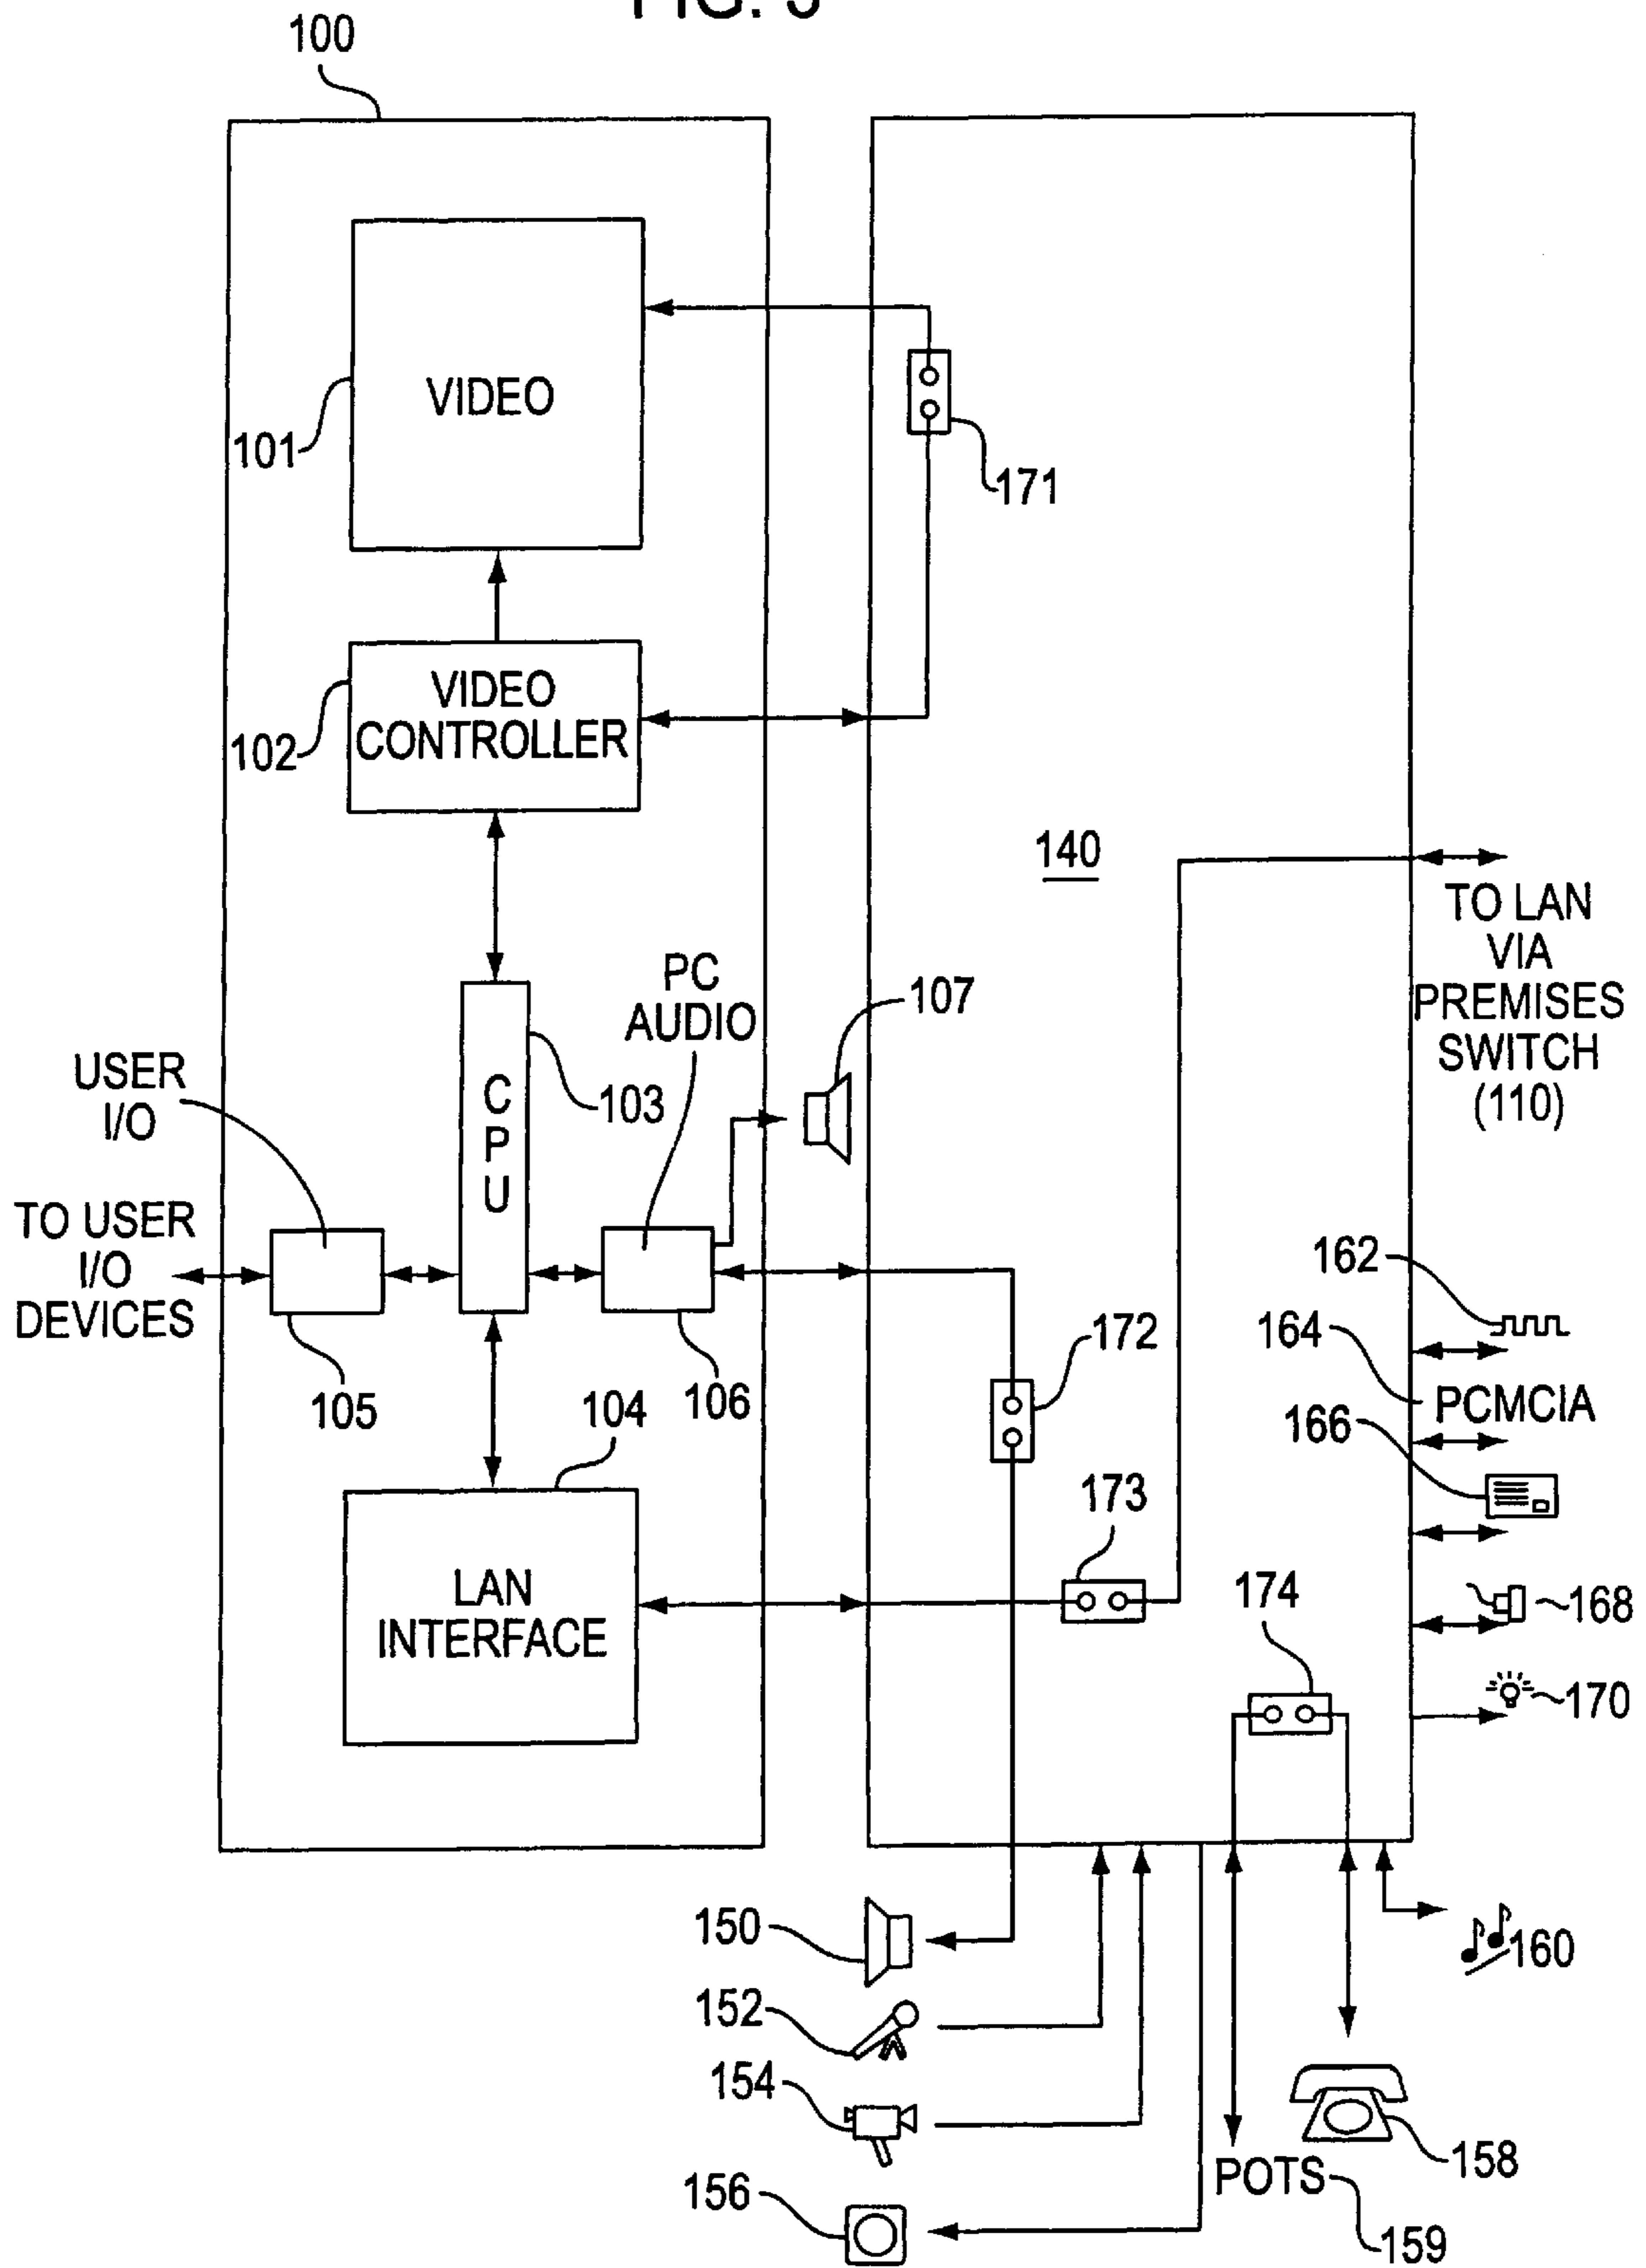 100
VIDEO
101
171
VIDEO
CONTROLLER
102
140
TO LAN
VIA
PREMISES
SWITCH
(110)
PC
AUDIO
107
USER
I/O
C
P
U
103
TO USER
I/O
DEVICES
105
106
104
172
162
164
PCMCIA
166
173
LAN
INTERFACE
174
168
170
150
160
152
154
158
POTS
156
159